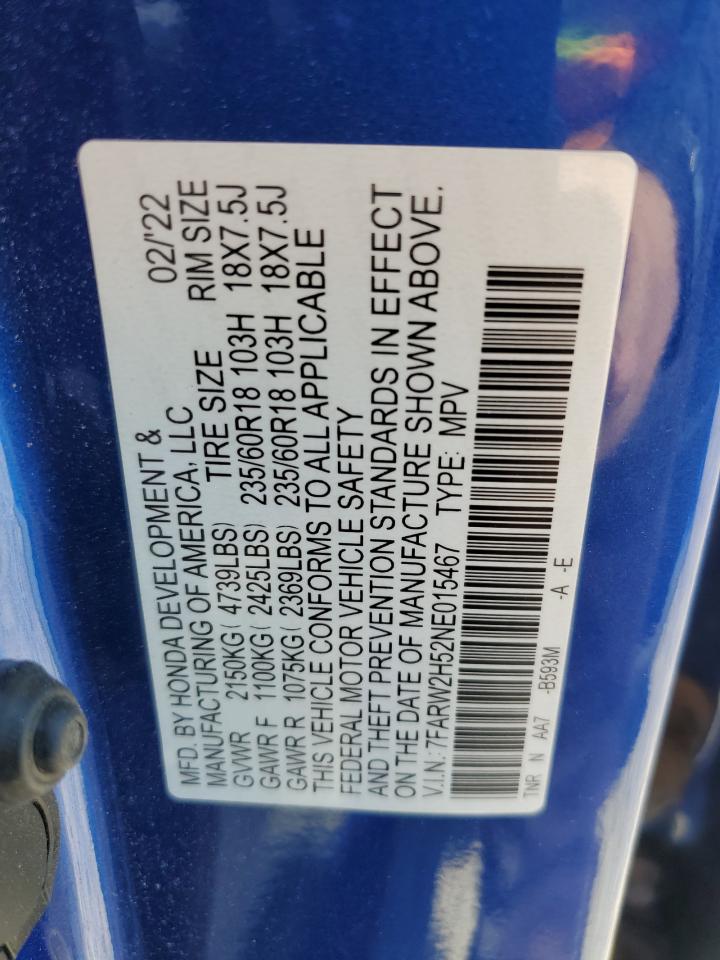 MFD. BY HONDA DEVELOPMENT & 02/'22
MANUFACTURING OF AMERICA, LLC
TIRE SIZE RIM SIZE
GVWR 2150KG( 4739LBS)
GAWR F 1100KG( 2425LBS) 235/60R18 103H 18X7.5J
GAWR R 1075KG( 2369LBS) 235/60R18 103H 18X7.5J
THIS VEHICLE CONFORMS TO ALL APPLICABLE
FEDERAL MOTOR VEHICLE SAFETY
AND THEFT PREVENTION STANDARDS IN EFFECT
ON THE DATE OF MANUFACTURE SHOWN ABOVE.
V.I.N.: 7FARW2H52NE015467 TYPE: MPV
TNR N AA7 -B593M -A -E